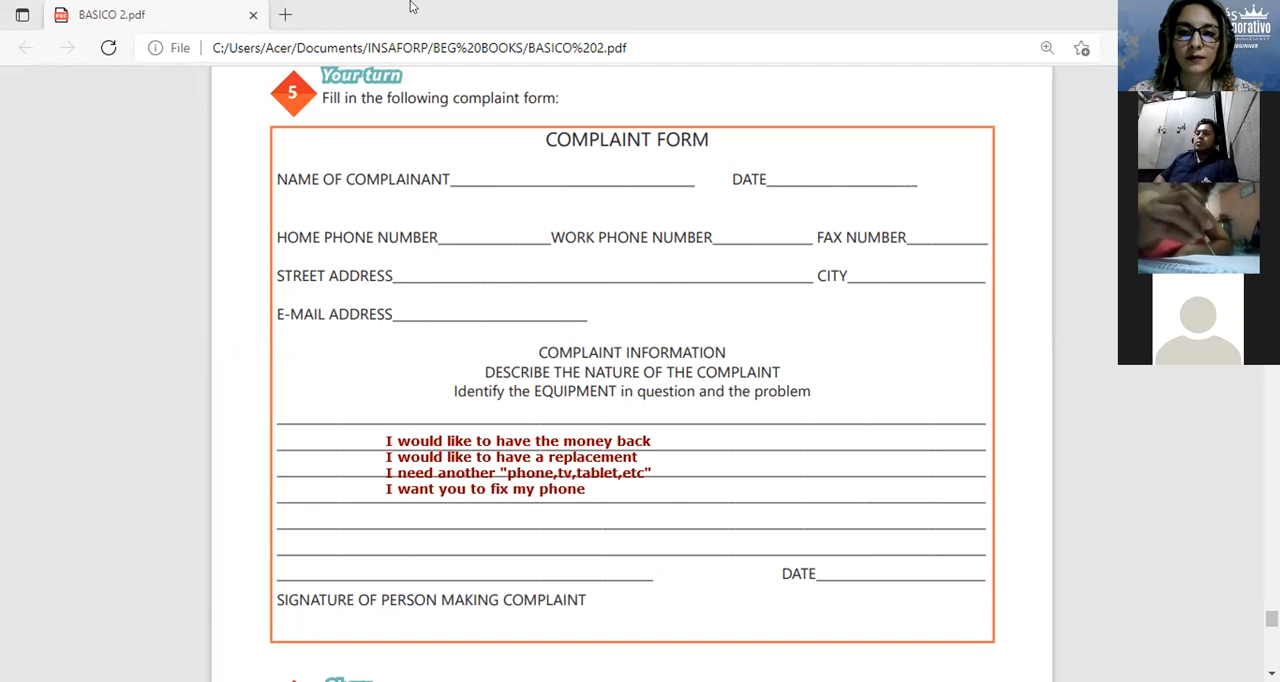 BASICO 2.pdf
File C:/Users/Acer/Documents/INSAFORP/BEG%20BOOKS/BASICO%202.pdf
BEGINNER
Your turn
5 Fill in the following complaint form:
COMPLAINT FORM
NAME OF COMPLAINANT DATE
HOME PHONE NUMBER WORK PHONE NUMBER FAX NUMBER
STREET ADDRESS CITY
E-MAIL ADDRESS
COMPLAINT INFORMATION
DESCRIBE THE NATURE OF THE COMPLAINT
Identify the EQUIPMENT in question and the problem
I would like to have the money back
I would like to have a replacement
I need another "phone,tv,tablet,etc"
I want you to fix my phone
DATE
SIGNATURE OF PERSON MAKING COMPLAINT